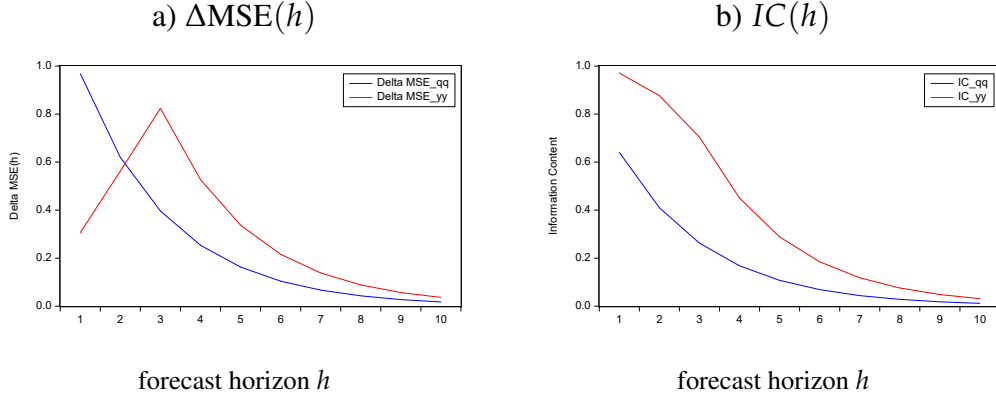 a) ΔMSE(h)
1.0
0.8
0.6
0.4
0.2
0.0
Delta MSE(h)
Delta MSE_qq
Delta MSE_yy
1 2 3 4 5 6 7 8 9 10
forecast horizon h
b) IC(h)
1.0
0.8
0.6
0.4
0.2
0.0
Information Content
IC_qq
IC_yy
1 2 3 4 5 6 7 8 9 10
forecast horizon h